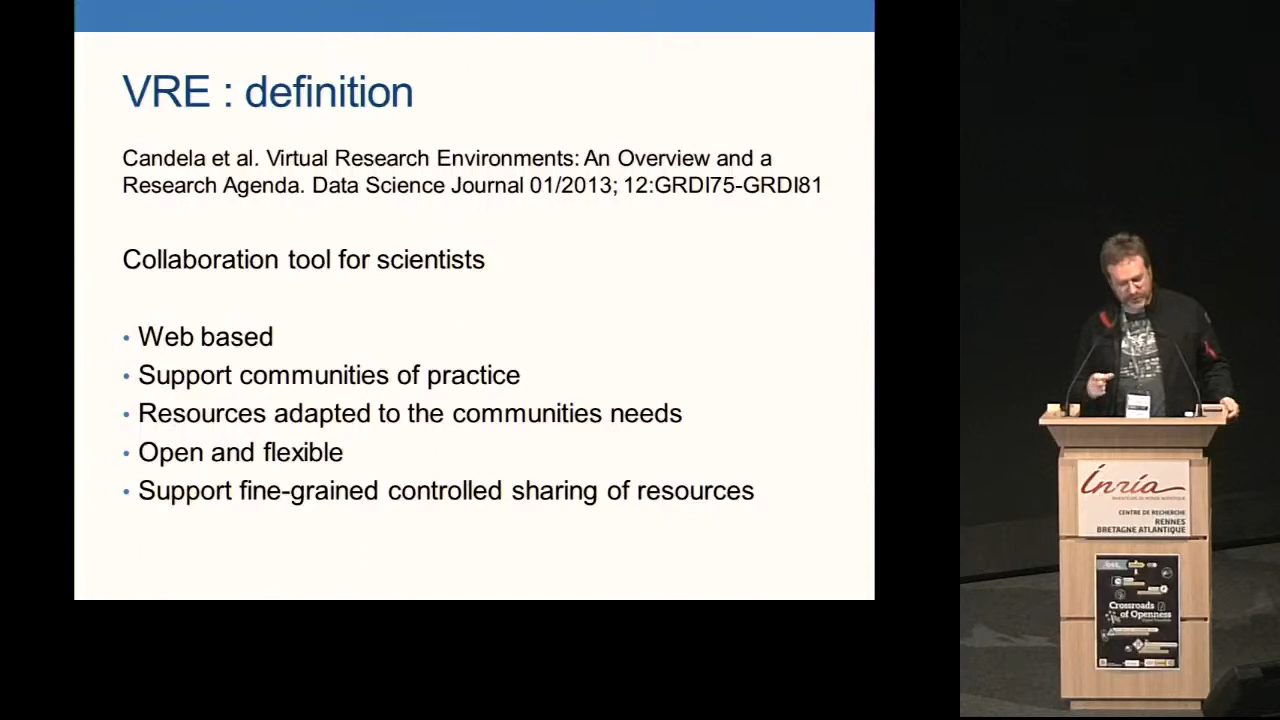 VRE : definition
Candela et al. Virtual Research Environments: An Overview and a
Research Agenda. Data Science Journal 01/2013; 12:GRDI75-GRDI81
Collaboration tool for scientists
• Web based
• Support communities of practice
• Resources adapted to the communities needs
• Open and flexible
• Support fine-grained controlled sharing of resources
Inria
CENTRE DE RECHERCHE
RENNES
BRETAGNE ATLANTIQUE
Crossroads
of Openness